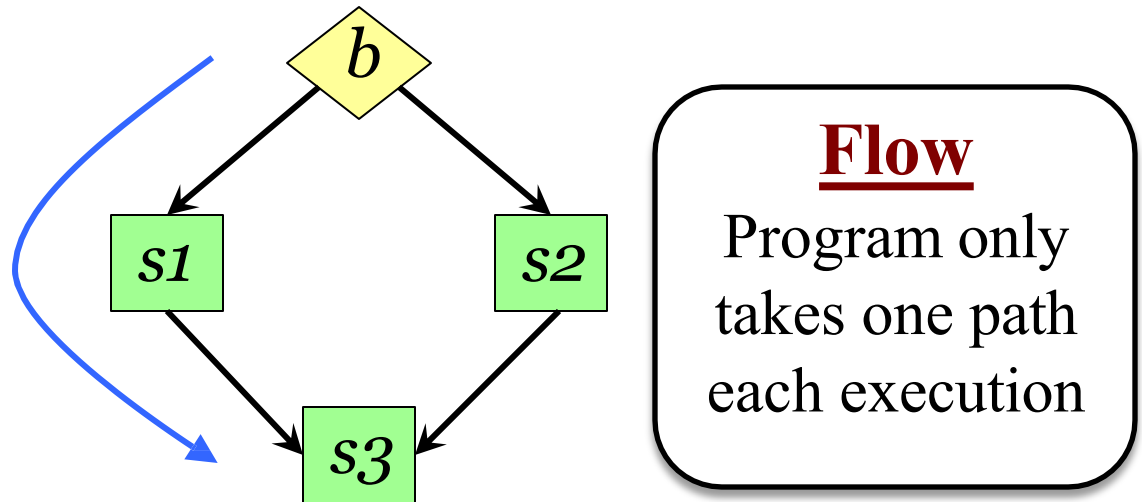 b
s1
s2
s3
Flow
Program only
takes one path
each execution